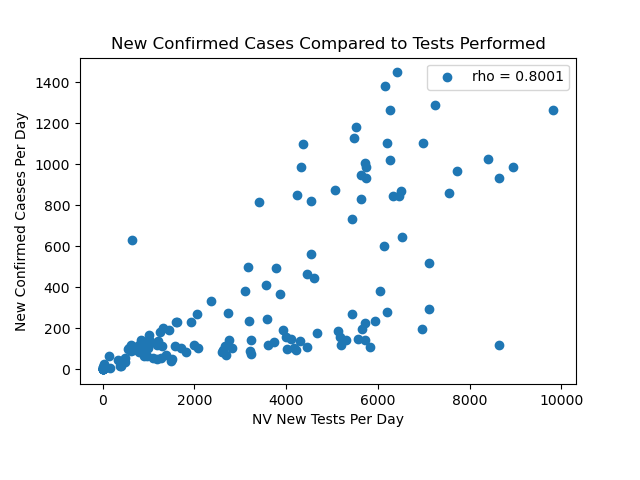 New Confirmed Cases Compared to Tests Performed
rho = 0.8001
New Confirmed Caeses Per Day
1400
1200
1000
800
600
400
200
0
0 2000 4000 6000 8000 10000
NV New Tests Per Day